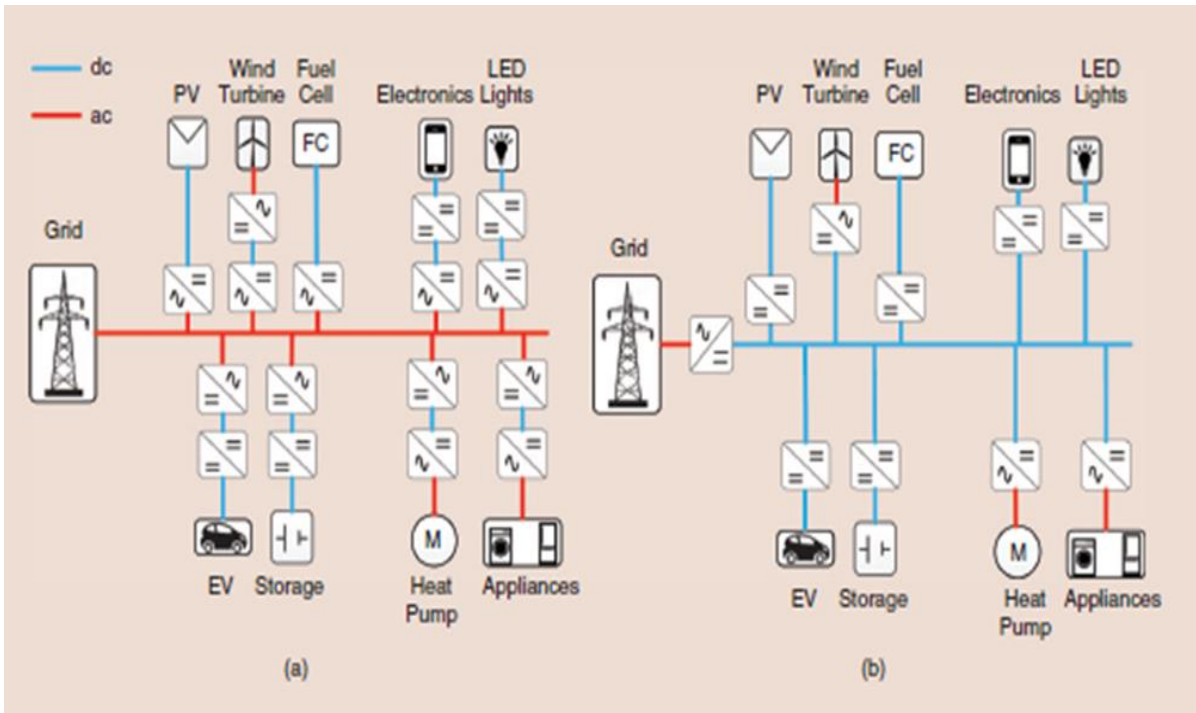 dc
ac
Wind Fuel
PV Turbine Cell
LED
Electronics Lights
FC
Grid
M
EV Storage
Heat Appliances
Pump
(a)
Wind Fuel
PV Turbine Cell
LED
Electronics Lights
FC
Grid
M
EV Storage
Heat Appliances
Pump
(b)